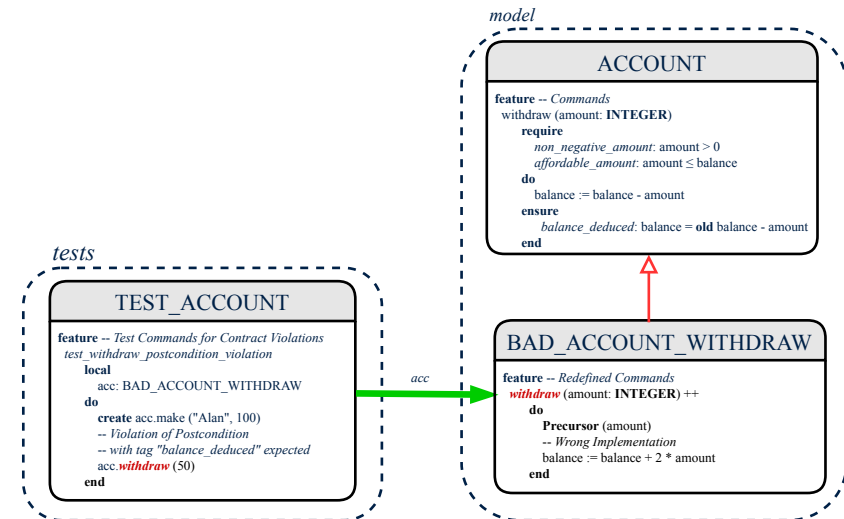 model
ACCOUNT
feature -- Commands
withdraw (amount: INTEGER)
require
non_negative_amount: amount > 0
affordable_amount: amount ≤ balance
do
balance := balance - amount
ensure
balance_deduced: balance = old balance - amount
end
tests
TEST_ACCOUNT
feature -- Test Commands for Contract Violations
test_withdraw_postcondition_violation
local
acc: BAD_ACCOUNT_WITHDRAW
do
create acc.make ("Alan", 100)
-- Violation of Postcondition
-- with tag "balance_deduced" expected
acc.withdraw (50)
end
acc
BAD_ACCOUNT_WITHDRAW
feature -- Redefined Commands
withdraw (amount: INTEGER) ++
do
Precursor (amount)
-- Wrong Implementation
balance := balance + 2 * amount
end